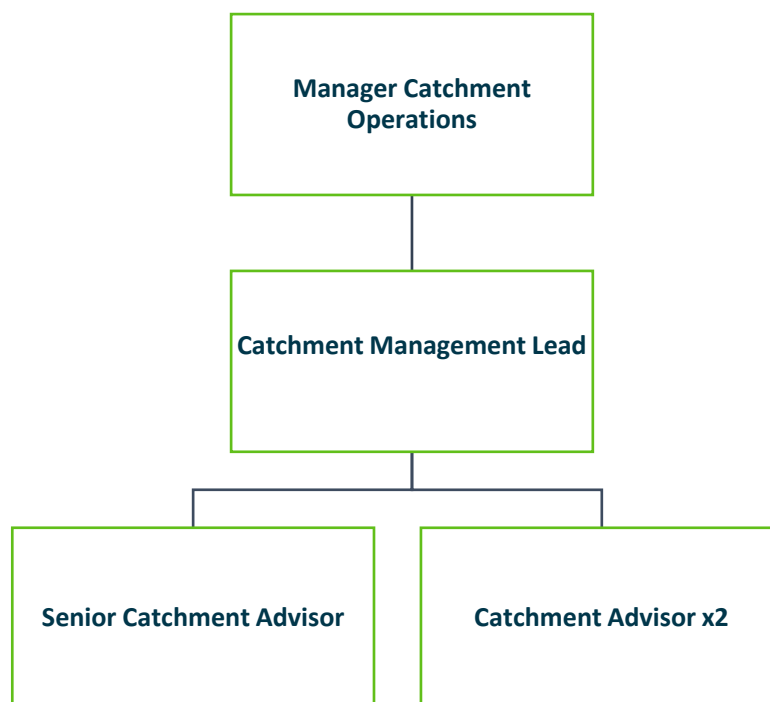 Manager Catchment
Operations
Catchment Management Lead
Senior Catchment Advisor
Catchment Advisor x2